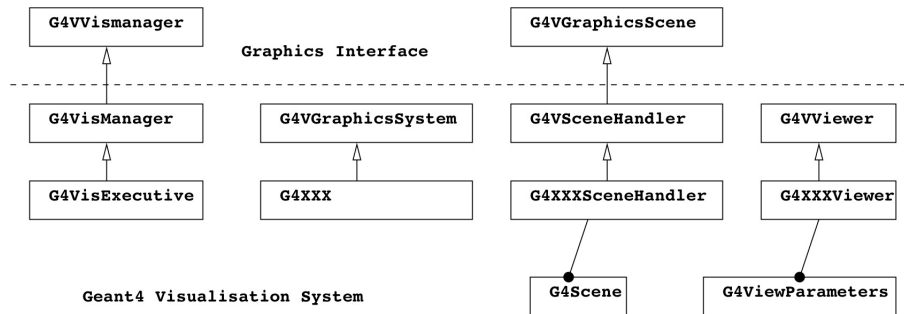 G4VVismanager
G4VGraphicsScene
Graphics Interface
G4VisManager
G4VGraphicsSystem
G4VSceneHandler
G4VViewer
G4VisExecutive
G4XXX
G4XXXSceneHandler
G4XXXViewer
G4Scene
G4ViewParameters
Geant4 Visualisation System